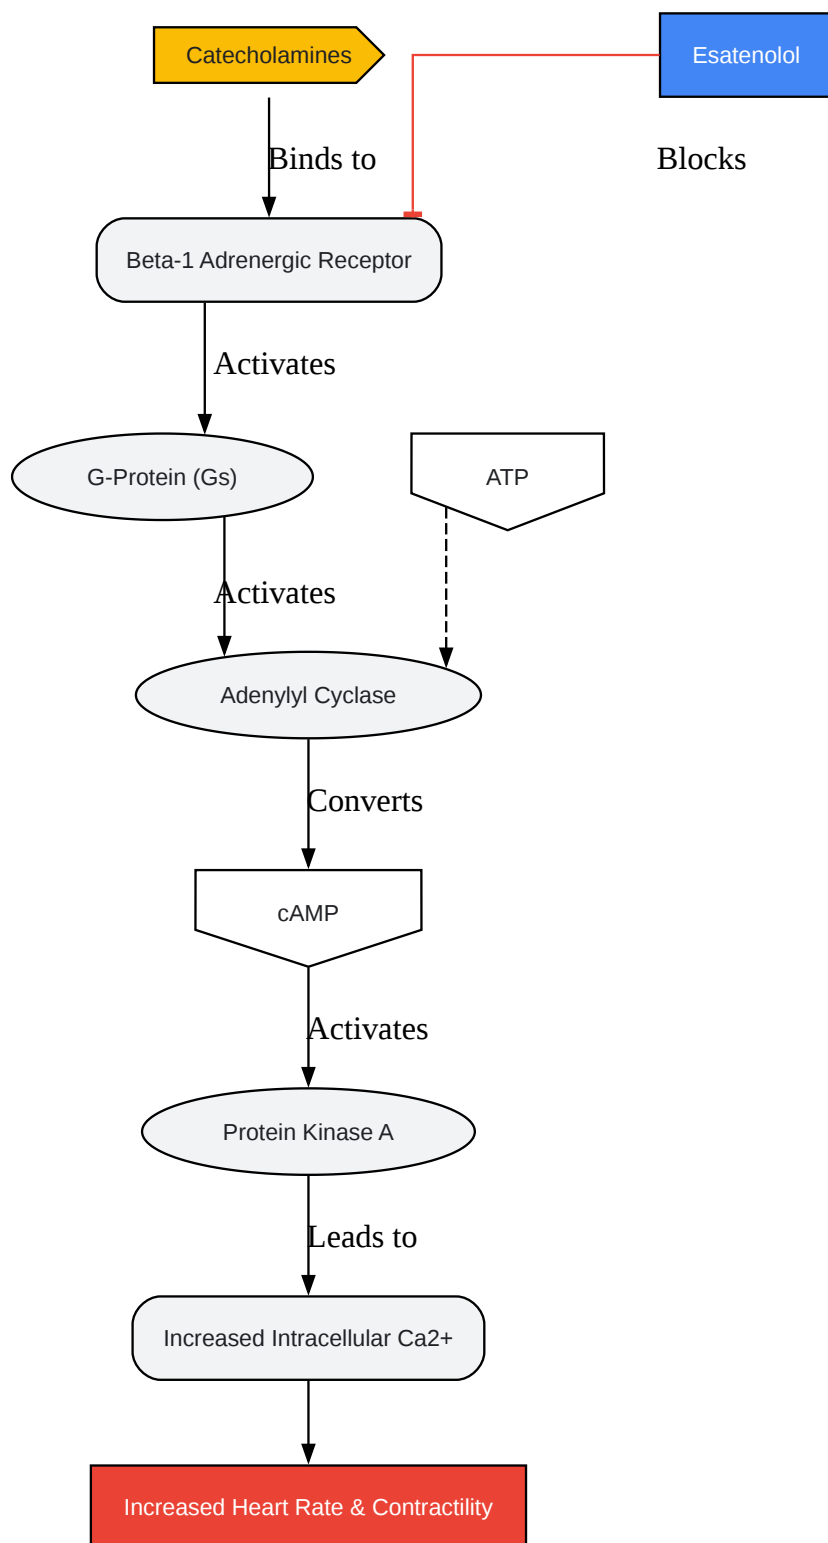 Catecholamines
Esatenolol
Binds to
Blocks
Beta-1 Adrenergic Receptor
Activates
G-Protein (Gs)
ATP
Activates
Adenylyl Cyclase
Converts
cAMP
Activates
Protein Kinase A
Leads to
Increased Intracellular Ca2+
Increased Heart Rate & Contractility